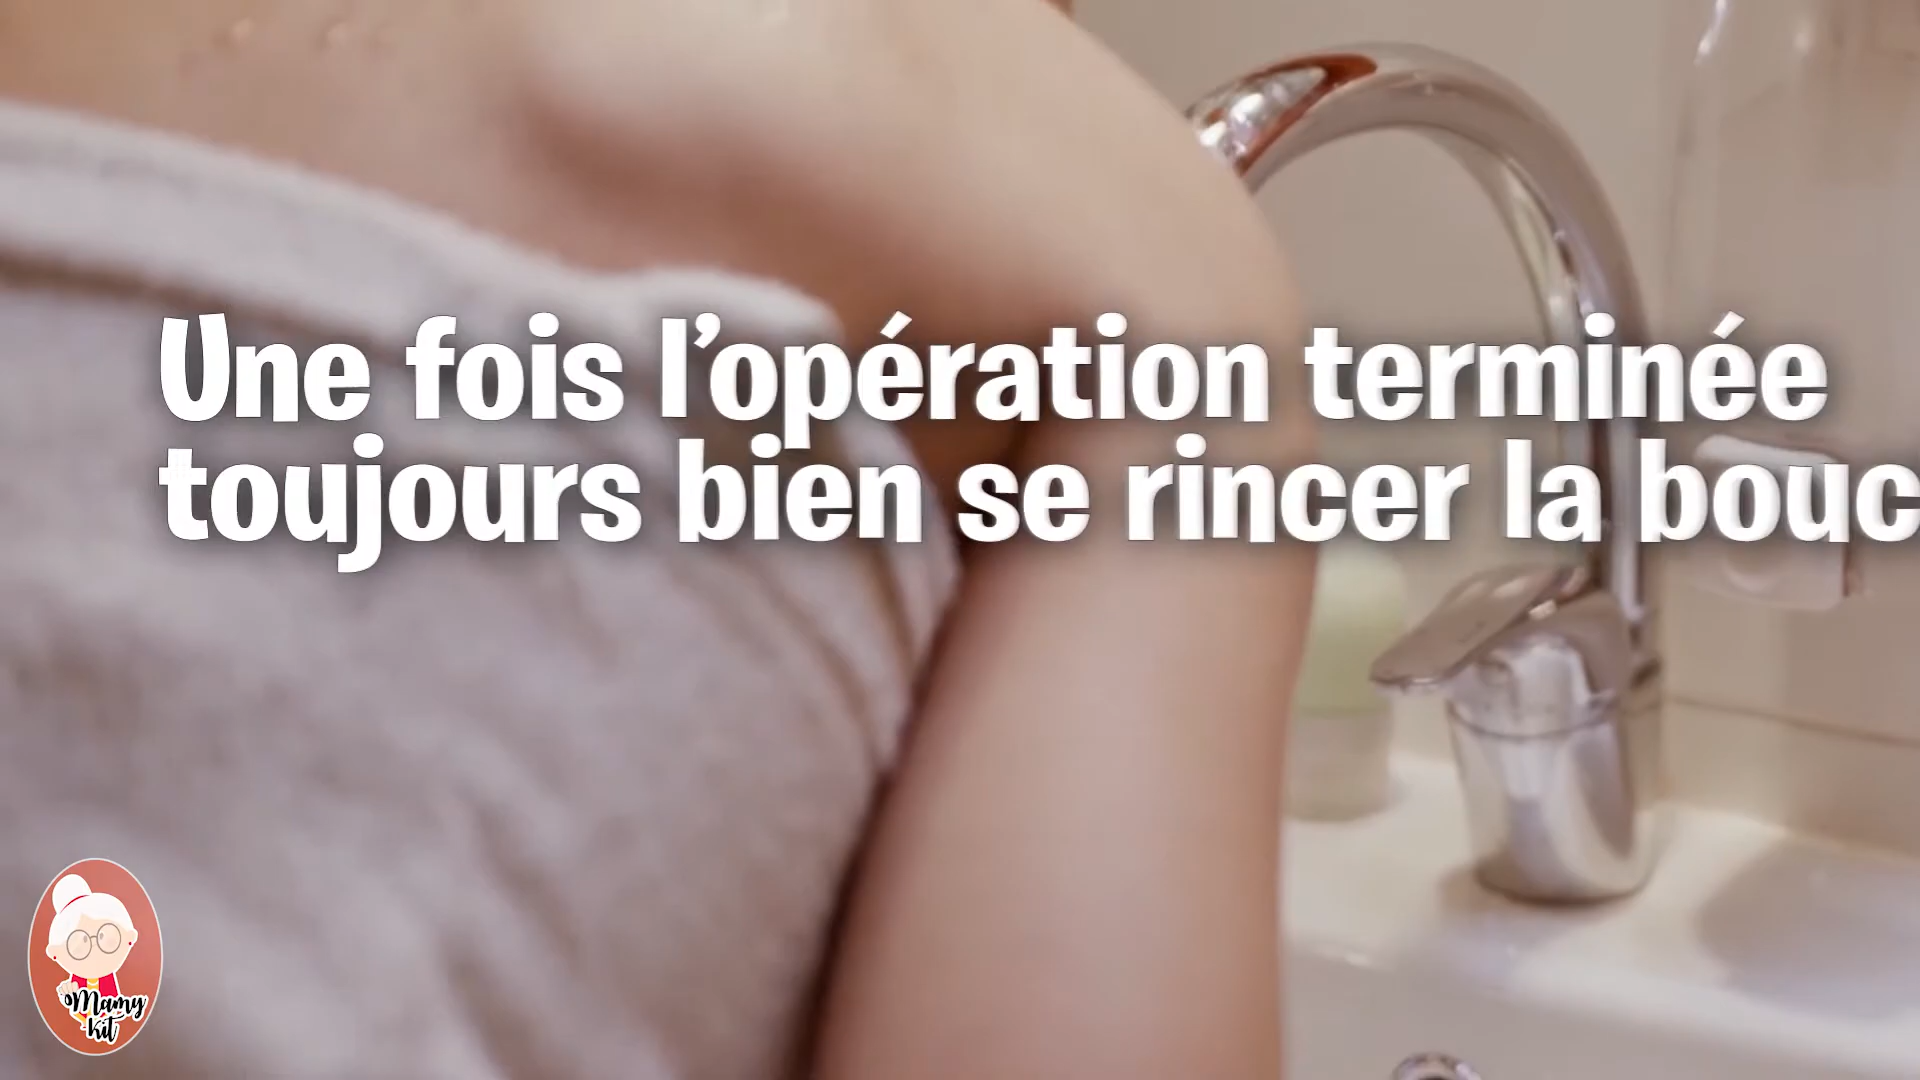 Une fois l’opération terminée
toujours bien se rincer la bouc
Mamy
Kit